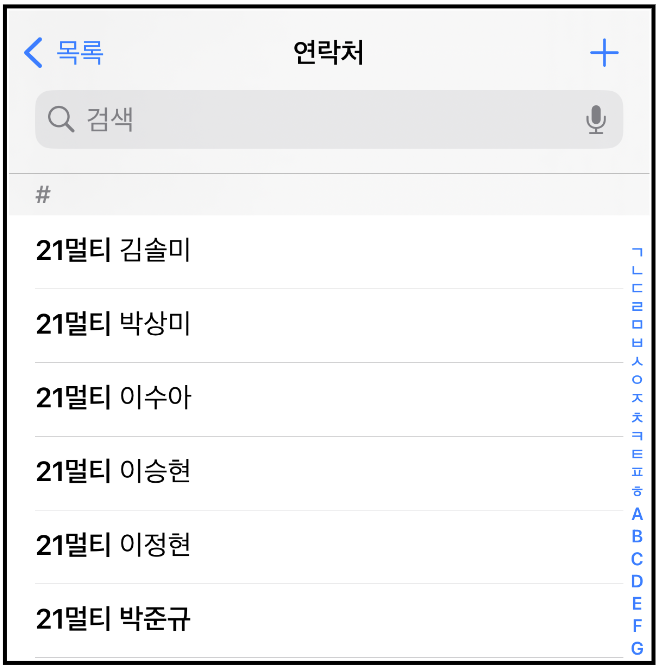 목록 연락처
검색
#
21멀티 김솔미
21멀티 박상미
21멀티 이수아
21멀티 이승현
21멀티 이정현
21멀티 박준규
ㄱ
ㄴ
ㄷ
ㄹ
ㅁ
ㅂ
ㅅ
ㅇ
ㅈ
ㅊ
ㅋ
ㅌ
ㅍ
ㅎ
A
B
C
D
E
F
G